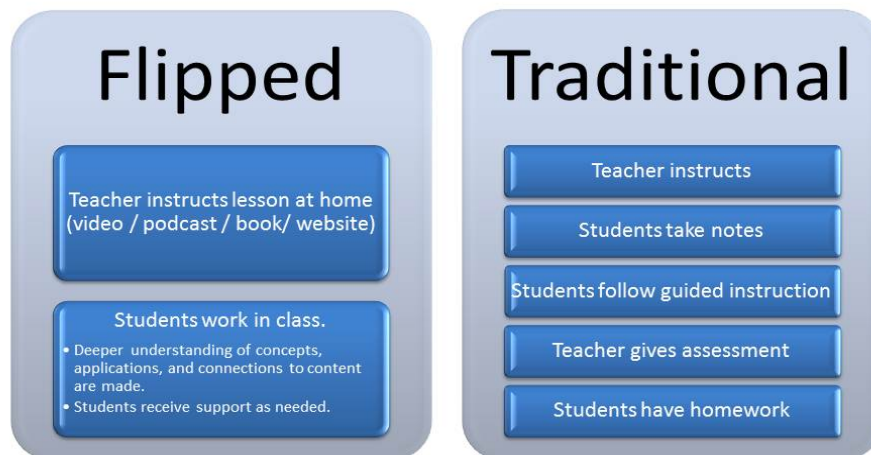 Flipped
Teacher instructs lesson at home
(video / podcast / book/ website)
Students work in class.
• Deeper understanding of concepts,
applications, and connections to content
are made.
• Students receive support as needed.
Traditional
Teacher instructs
Students take notes
Students follow guided instruction
Teacher gives assessment
Students have homework